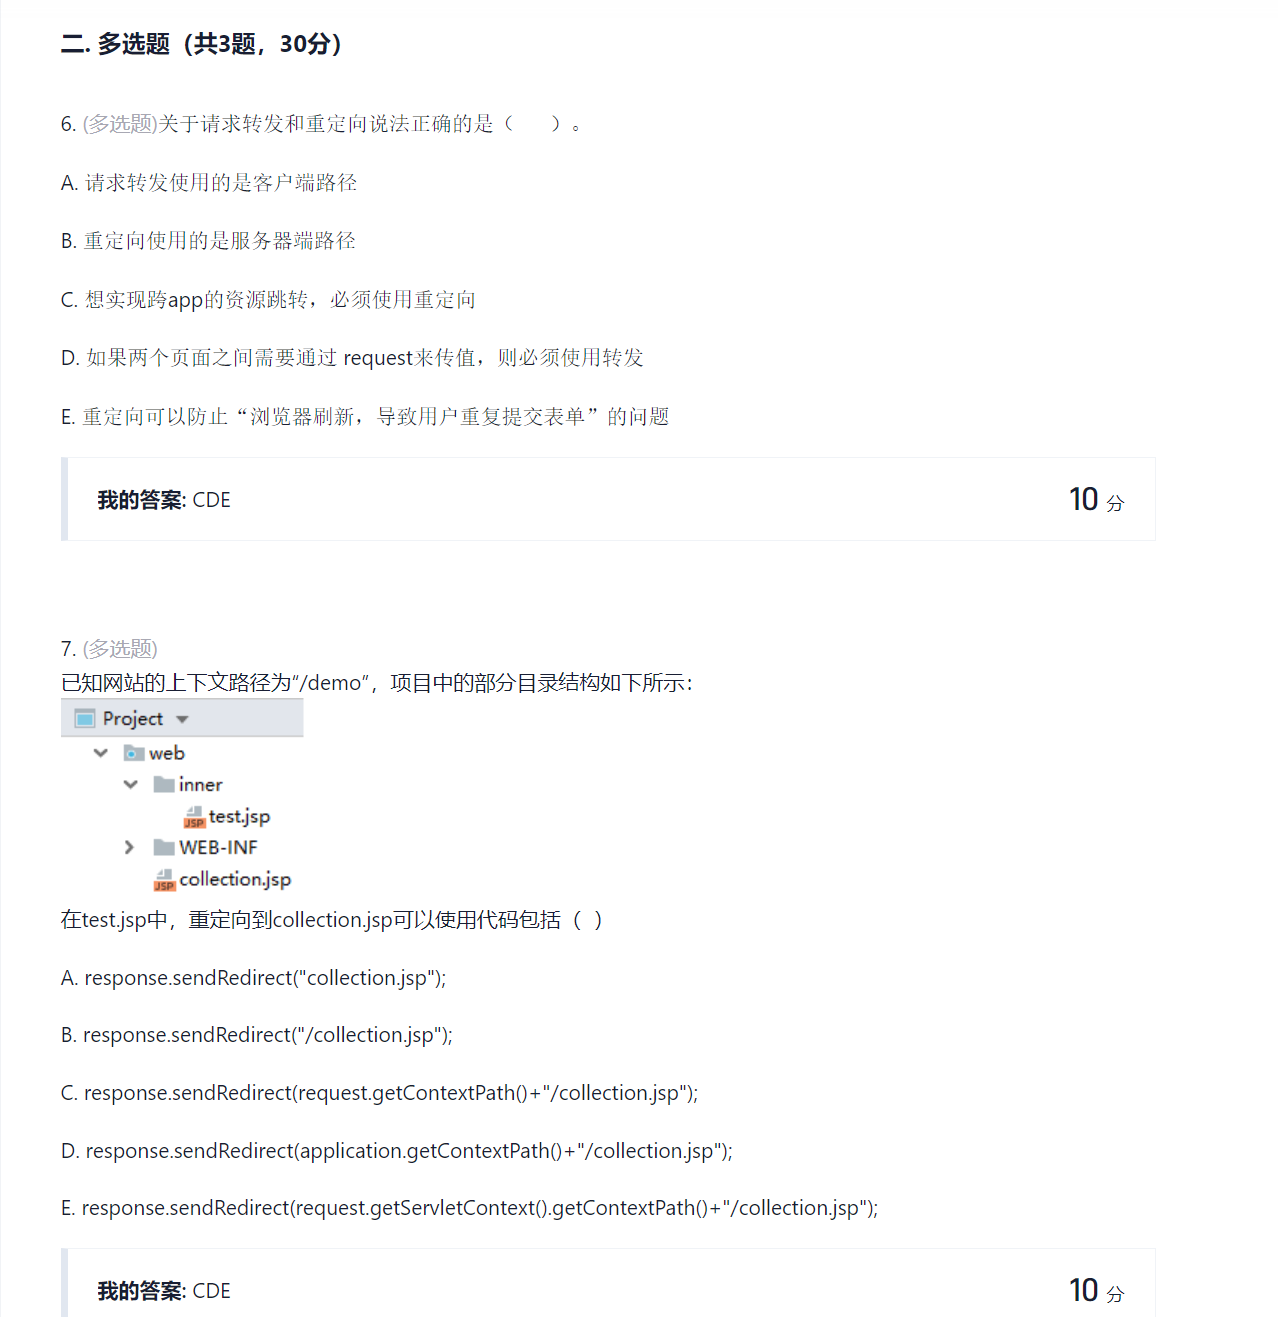 二. 多选题（共3题，30分）
6. (多选题)关于请求转发和重定向说法正确的是（　　）。
A. 请求转发使用的是客户端路径
B. 重定向使用的是服务器端路径
C. 想实现跨app的资源跳转，必须使用重定向
D. 如果两个页面之间需要通过 request来传值，则必须使用转发
E. 重定向可以防止“浏览器刷新，导致用户重复提交表单”的问题
我的答案: CDE 10 分
7. (多选题)
已知网站的上下文路径为“/demo”，项目中的部分目录结构如下所示：
Project
web
inner
JSP test.jsp
WEB-INF
JSP collection.jsp
在test.jsp中，重定向到collection.jsp可以使用代码包括（ ）
A. response.sendRedirect("collection.jsp");
B. response.sendRedirect("/collection.jsp");
C. response.sendRedirect(request.getContextPath()+"/collection.jsp");
D. response.sendRedirect(application.getContextPath()+"/collection.jsp");
E. response.sendRedirect(request.getServletContext().getContextPath()+"/collection.jsp");
我的答案: CDE 10 分